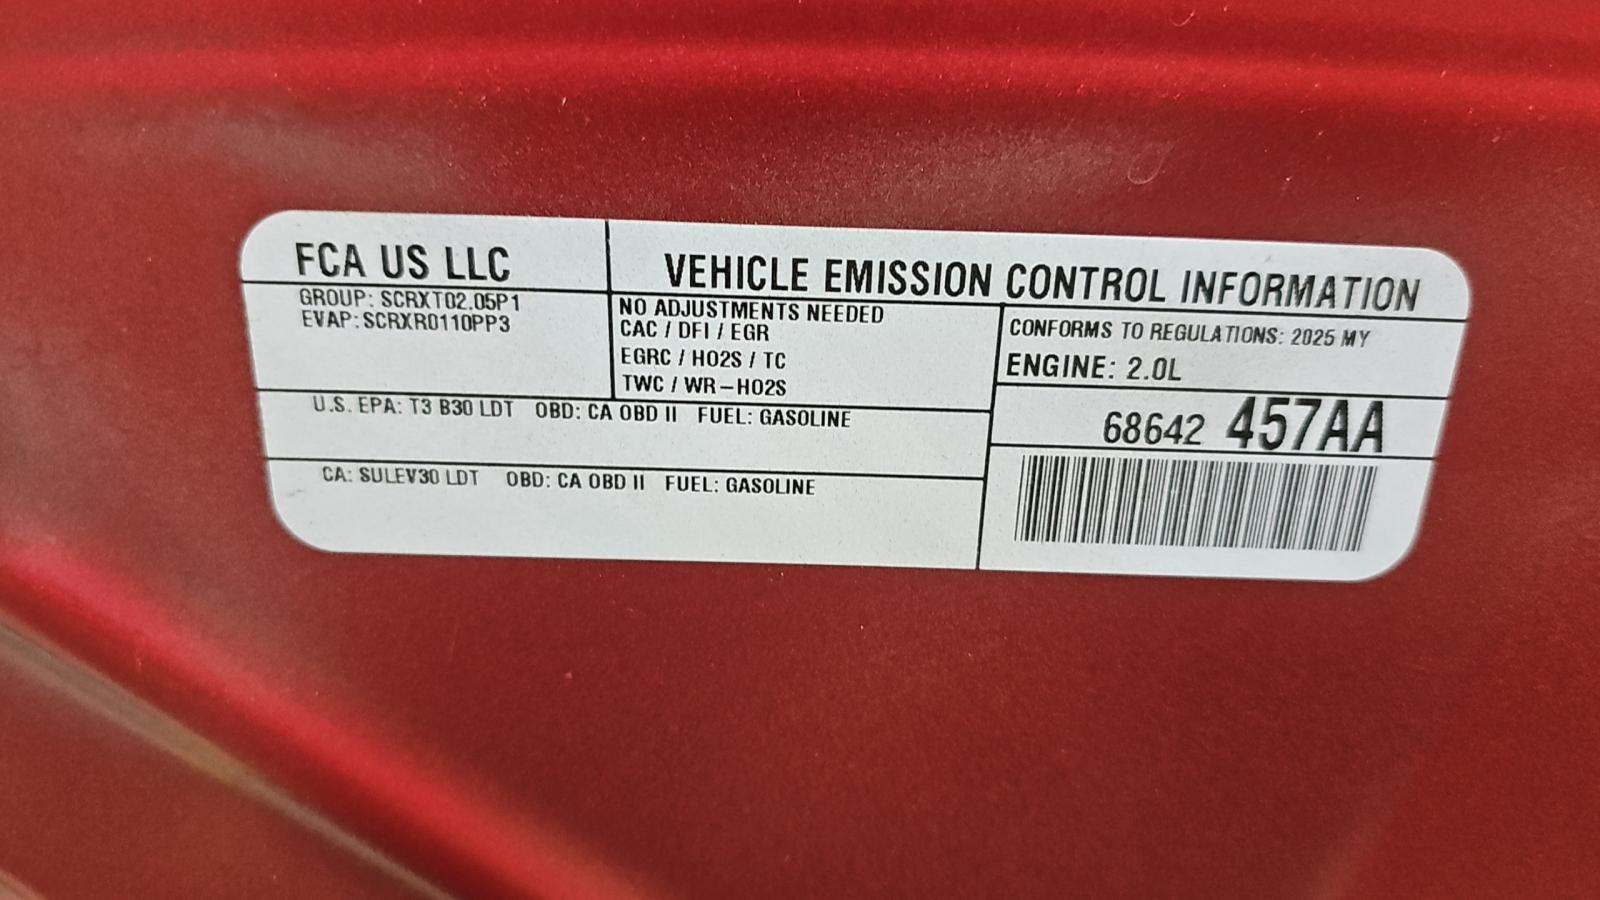 FCA US LLC
VEHICLE EMISSION CONTROL INFORMATION
GROUP: SCRXT02.05P1
EVAP:SCRXR0110PP3
NO ADJUSTMENTS NEEDED
CAC / DFI / EGR
EGRC / HO2S / TC
TWC / WR-HO2S
CONFORMS TO REGULATIONS: 2025 MY
ENGINE: 2.0L
U.S. EPA: T3 B30 LDT OBD: CA OBD II FUEL: GASOLINE
68642 457AA
CA: SULEV30 LDT OBD: CA OBD II FUEL: GASOLINE